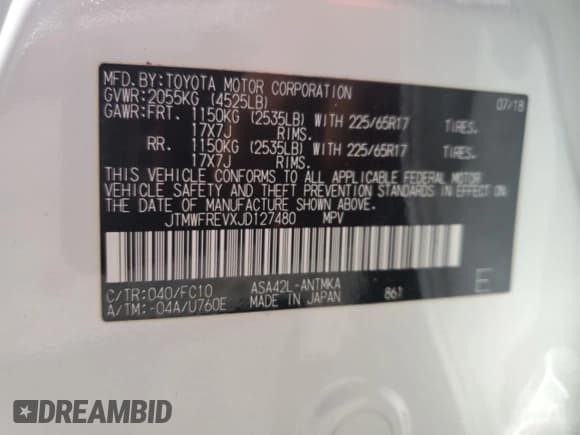 MFD.BY:TOYOTA MOTOR CORPORATION 07/18
GVWR:2055KG (4525LB)
GAWR:FRT. 1150KG (2535LB) WITH 225/65R17 TIRES.
17X7J RIMS.
RR. 1150KG (2535LB) WITH 225/65R17 TIRES.
17X7J RIMS.
THIS VEHICLE CONFORMS TO ALL APPLICABLE FEDERAL MOTOR
VEHICLE SAFETY AND THEFT PREVENTION STANDARDS IN EFFECT ON
THE DATE OF MANUFACTURE SHOWN ABOVE.
JTMWFREVXJD127480 MPV
C/TR:040/FC10 ASA42L-ANTMKA 861 E
A/TM:-04A/U760E MADE IN JAPAN
DREAMBID